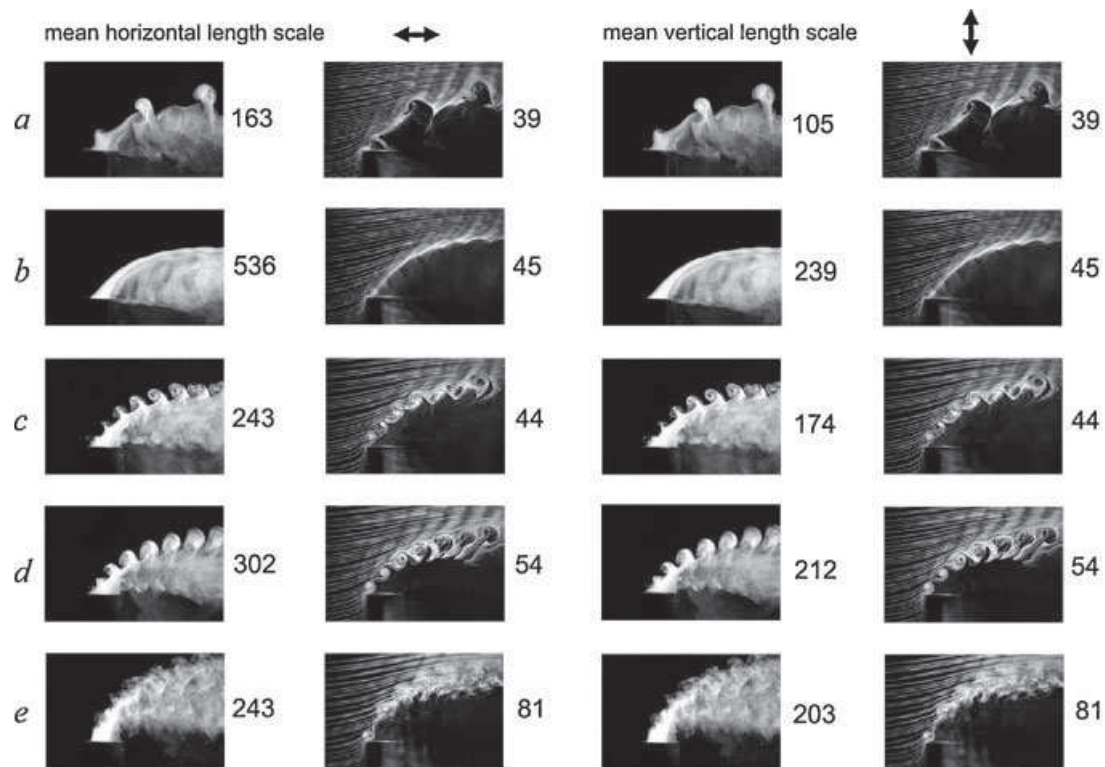 mean horizontal length scale mean vertical length scale
a 163 39 105 39
b 536 45 239 45
c 243 44 174 44
d 302 54 212 54
e 243 81 203 81